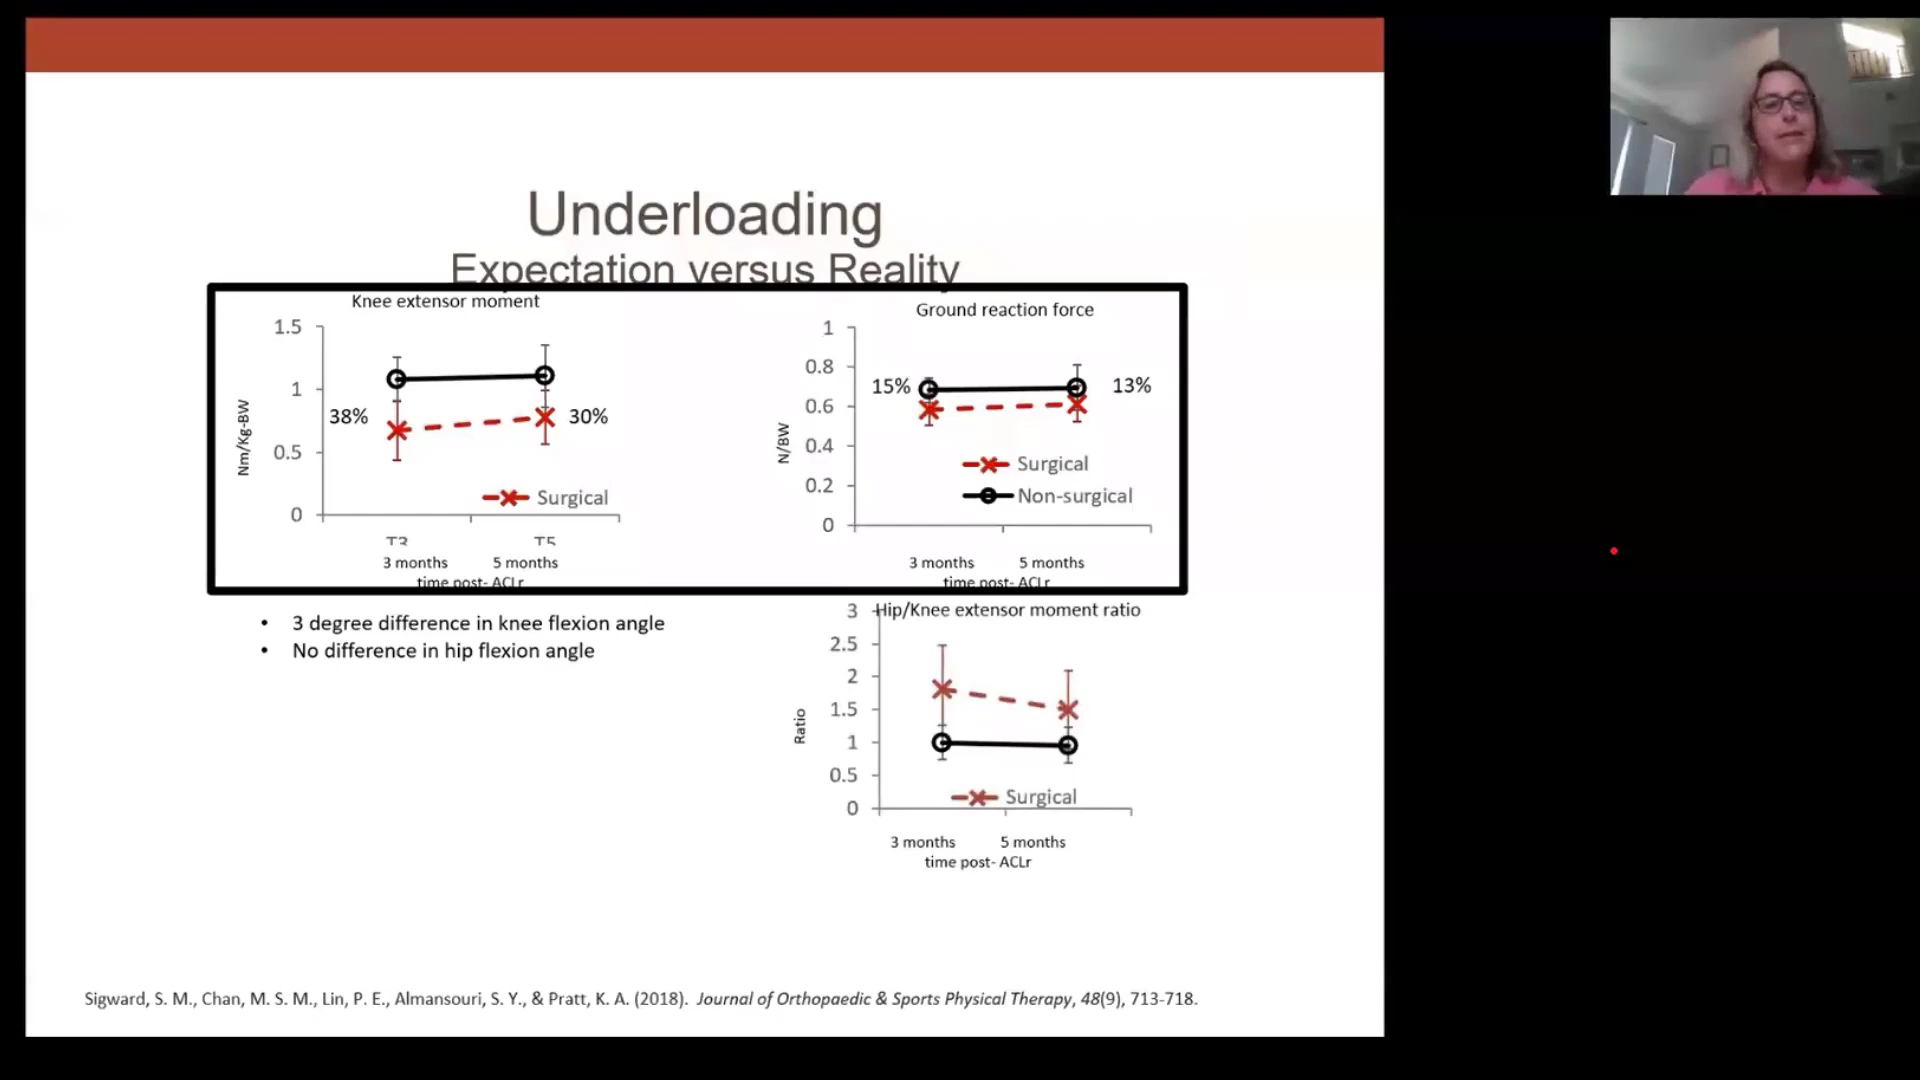 Underloading
Expectation versus Reality
Knee extensor moment
1.5
1
0.5
0
Nm/Kg-BW
38%
30%
Surgical
T3
T5
3 months
5 months
time post- ACLr
Ground reaction force
1
0.8
0.6
0.4
0.2
0
N/BW
15%
13%
Surgical
Non-surgical
3 months
5 months
time post- ACLr
• 3 degree difference in knee flexion angle
• No difference in hip flexion angle
Hip/Knee extensor moment ratio
3
2.5
2
1.5
1
0.5
0
Ratio
Surgical
3 months
5 months
time post- ACLr
Sigward, S. M., Chan, M. S. M., Lin, P. E., Almansouri, S. Y., & Pratt, K. A. (2018). Journal of Orthopaedic & Sports Physical Therapy, 48(9), 713-718.